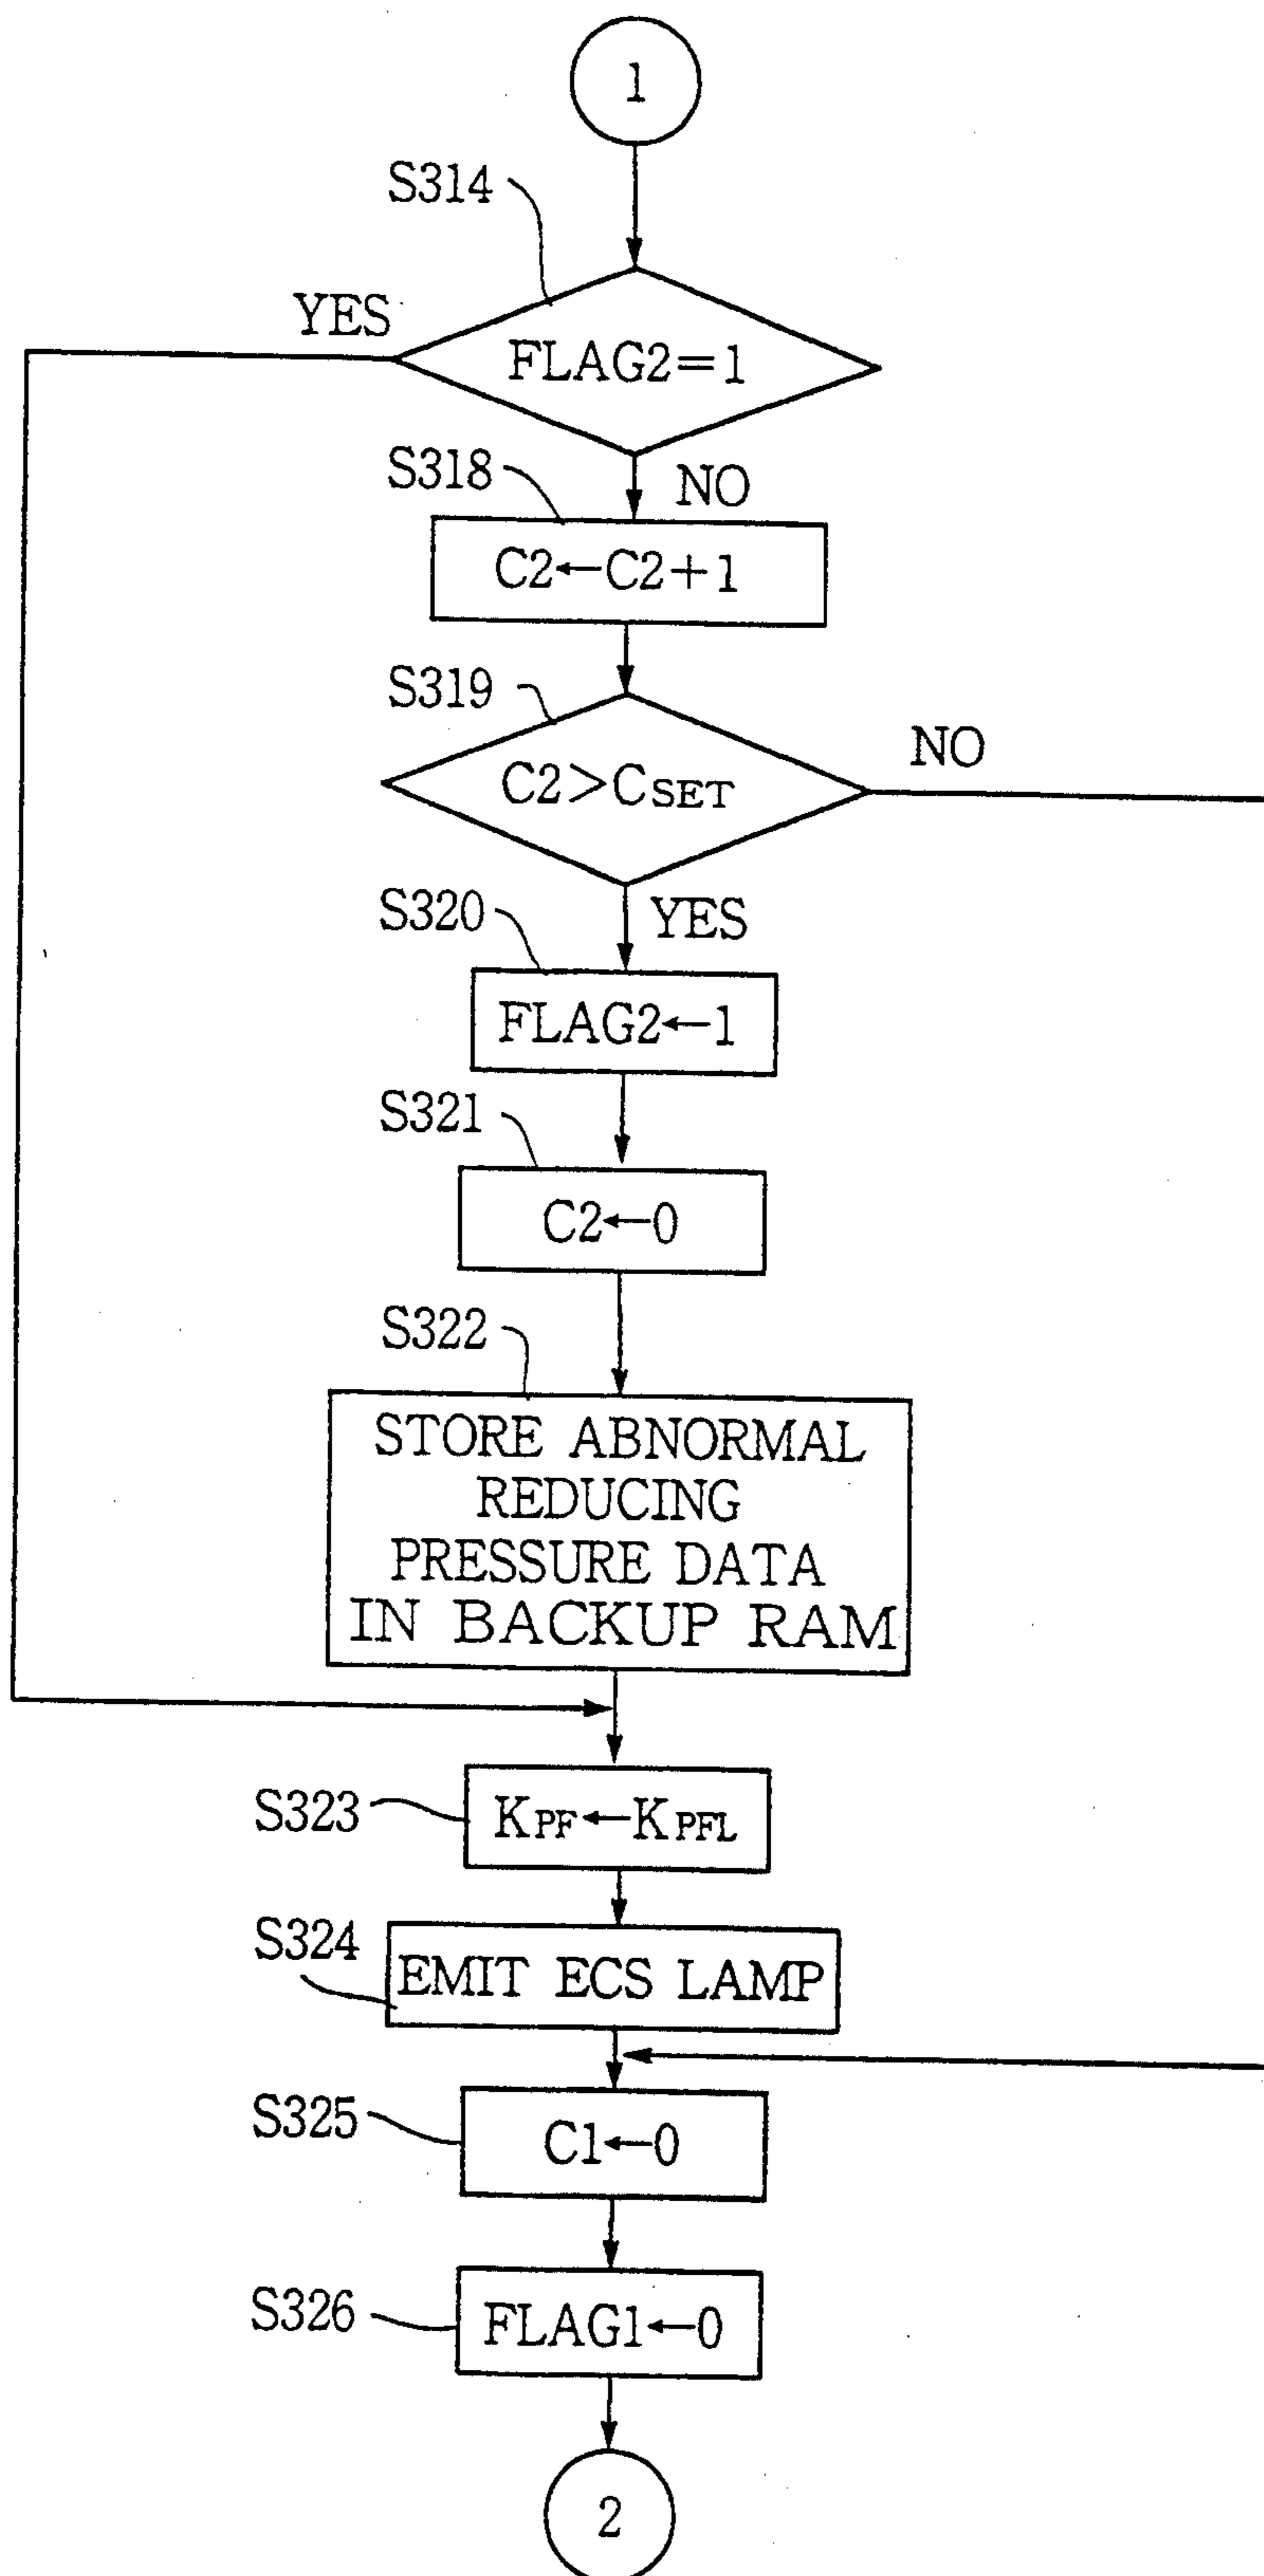 1
S314
YES
FLAG2=1
S318
NO
C2←C2+1
S319
NO
C2>CSET
S320
YES
FLAG2←1
S321
C2←0
S322
STORE ABNORMAL
REDUCING
PRESSURE DATA
IN BACKUP RAM
S323
KPF←KPFL
S324
EMIT ECS LAMP
S325
C1←0
S326
FLAG1←0
2